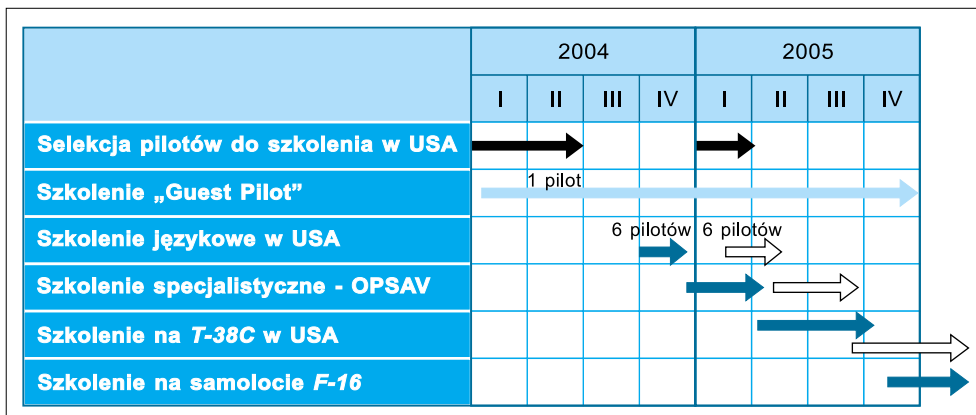 2004 2005
I II III IV I II III IV
Selekcja pilotów do szkolenia w USA
1 pilot
Szkolenie „Guest Pilot”
6 pilotów 6 pilotów
Szkolenie językowe w USA
Szkolenie specjalistyczne - OPSAV
Szkolenie na T-38C w USA
Szkolenie na samolocie F-16